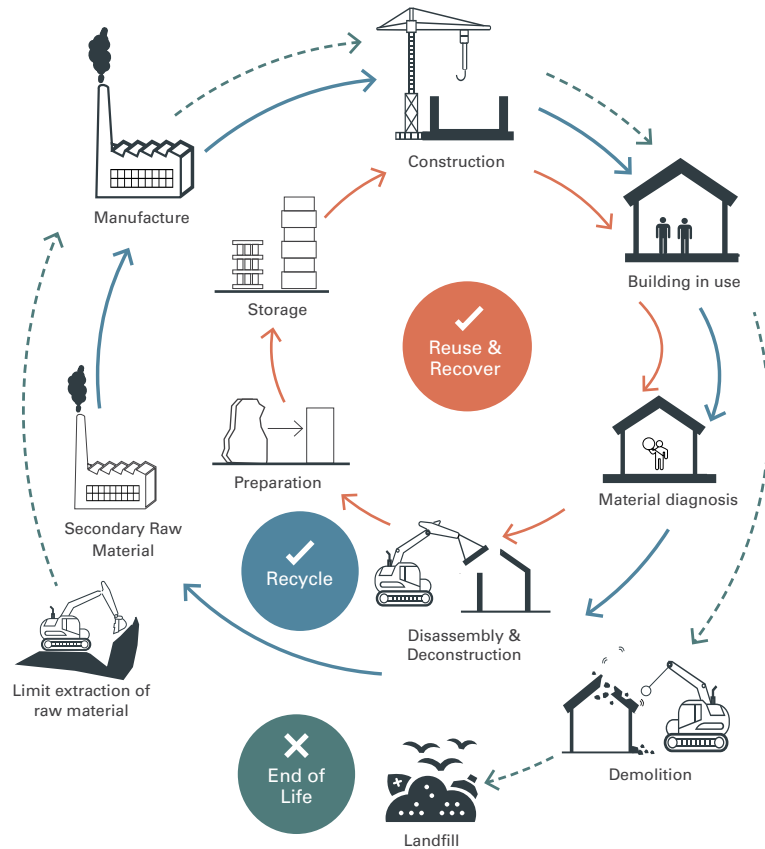 Construction
Manufacture
Building in use
Storage
Reuse &
Recover
Preparation
Material diagnosis
Secondary Raw
Material
Recycle
Disassembly &
Deconstruction
Limit extraction of
raw material
End of
Life
Demolition
Landfill